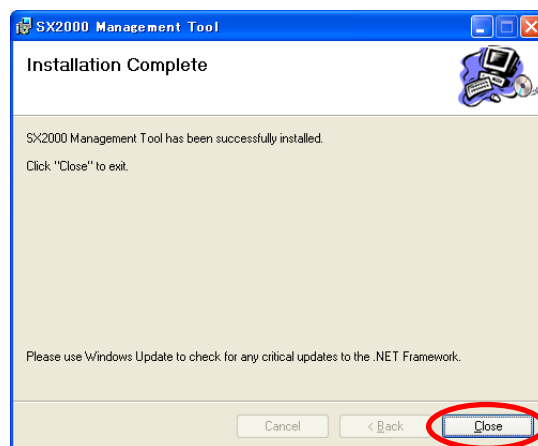 SX2000 Management Tool
Installation Complete
SX2000 Management Tool has been successfully installed.
Click "Close" to exit.
Please use Windows Update to check for any critical updates to the .NET Framework.
Cancel < Back Close